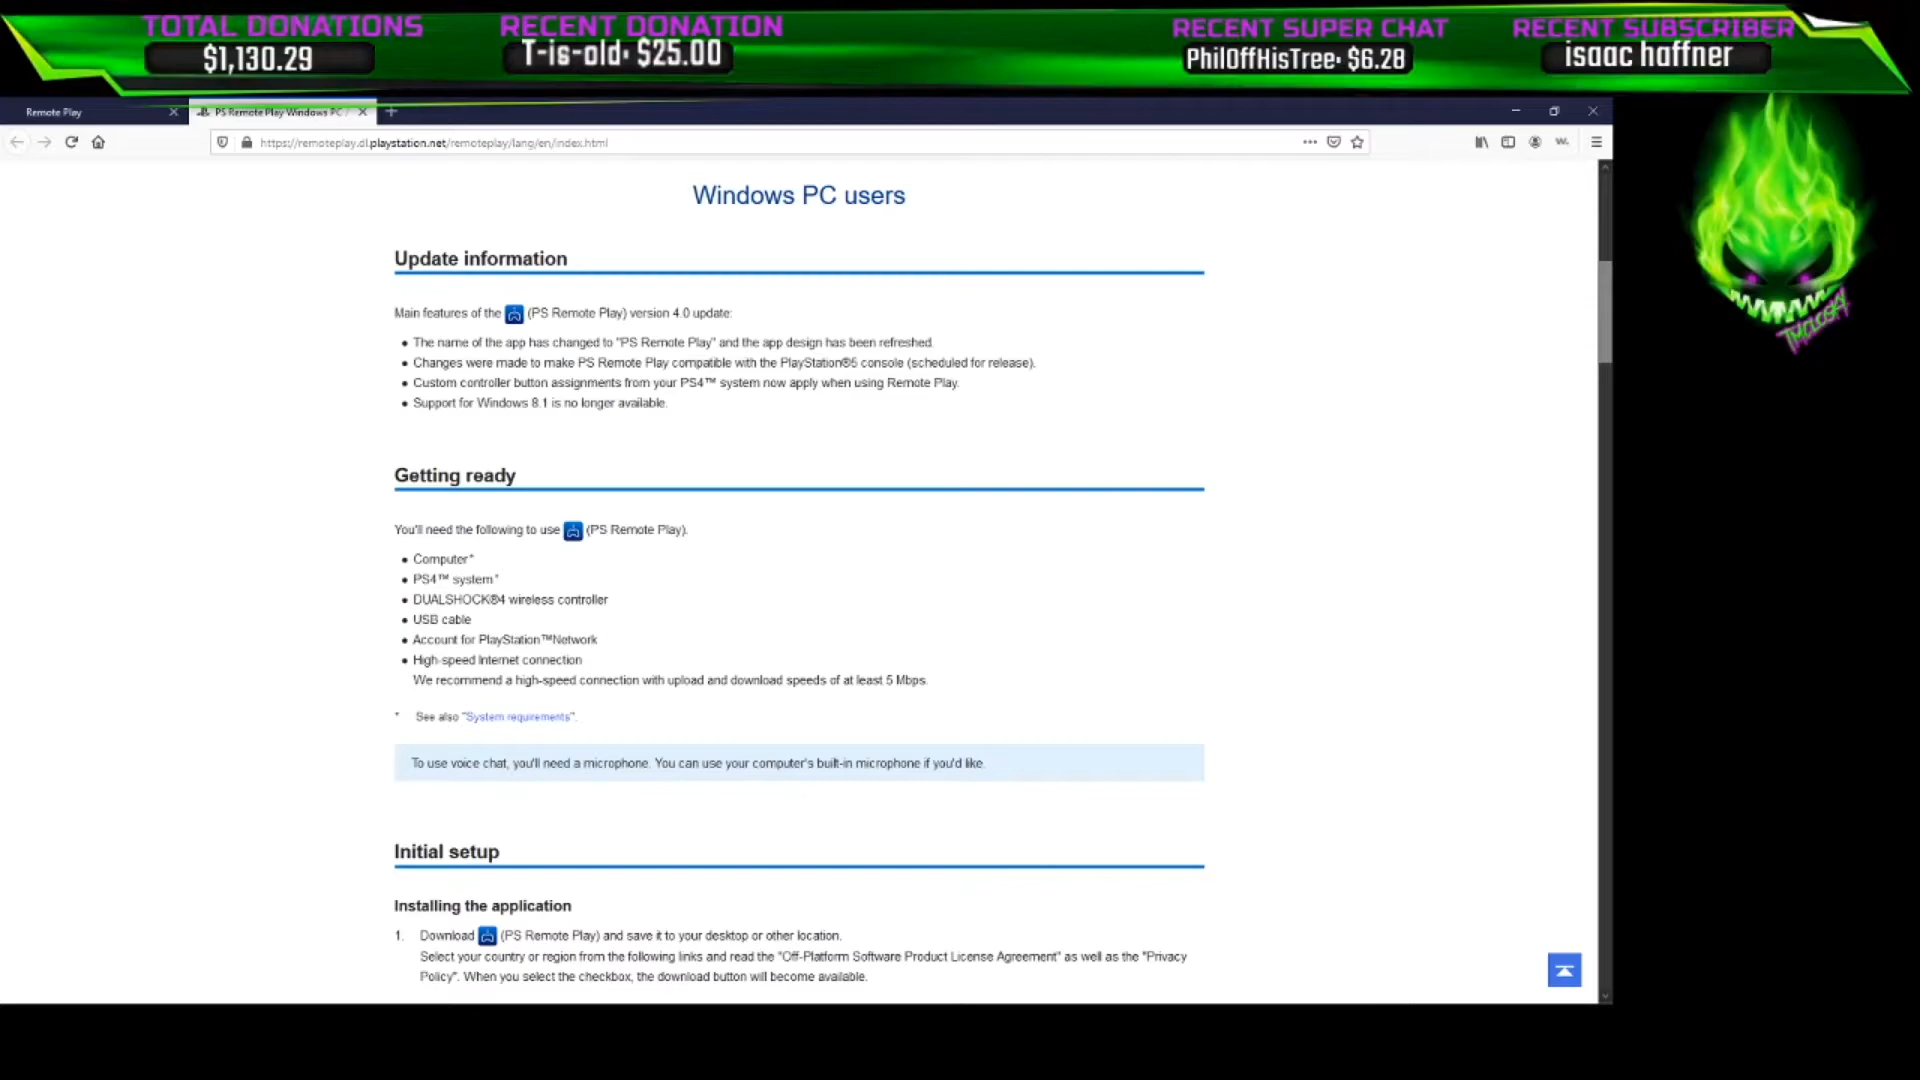 TOTAL DONATIONS
$1,130.29
RECENT DONATION
T-is-old: $25.00
RECENT SUPER CHAT
PhilOffHisTree: $6.28
RECENT SUBSCRIBER
isaac haffner
Remote Play
PS Remote Play Windows PC
https://remoteplay.dl.playstation.net/remoteplay/lang/en/index.html
Windows PC users
Update information
Main features of the (PS Remote Play) version 4.0 update:
• The name of the app has changed to "PS Remote Play" and the app design has been refreshed.
• Changes were made to make PS Remote Play compatible with the PlayStation®5 console (scheduled for release).
• Custom controller button assignments from your PS4™ system now apply when using Remote Play.
• Support for Windows 8.1 is no longer available.
Getting ready
You'll need the following to use (PS Remote Play).
• Computer*
• PS4™ system*
• DUALSHOCK®4 wireless controller
• USB cable
• Account for PlayStation™Network
• High-speed Internet connection
We recommend a high-speed connection with upload and download speeds of at least 5 Mbps.
* See also "System requirements".
To use voice chat, you'll need a microphone. You can use your computer's built-in microphone if you'd like.
Initial setup
Installing the application
1. Download (PS Remote Play) and save it to your desktop or other location.
Select your country or region from the following links and read the "Off-Platform Software Product License Agreement" as well as the "Privacy
Policy". When you select the checkbox, the download button will become available.